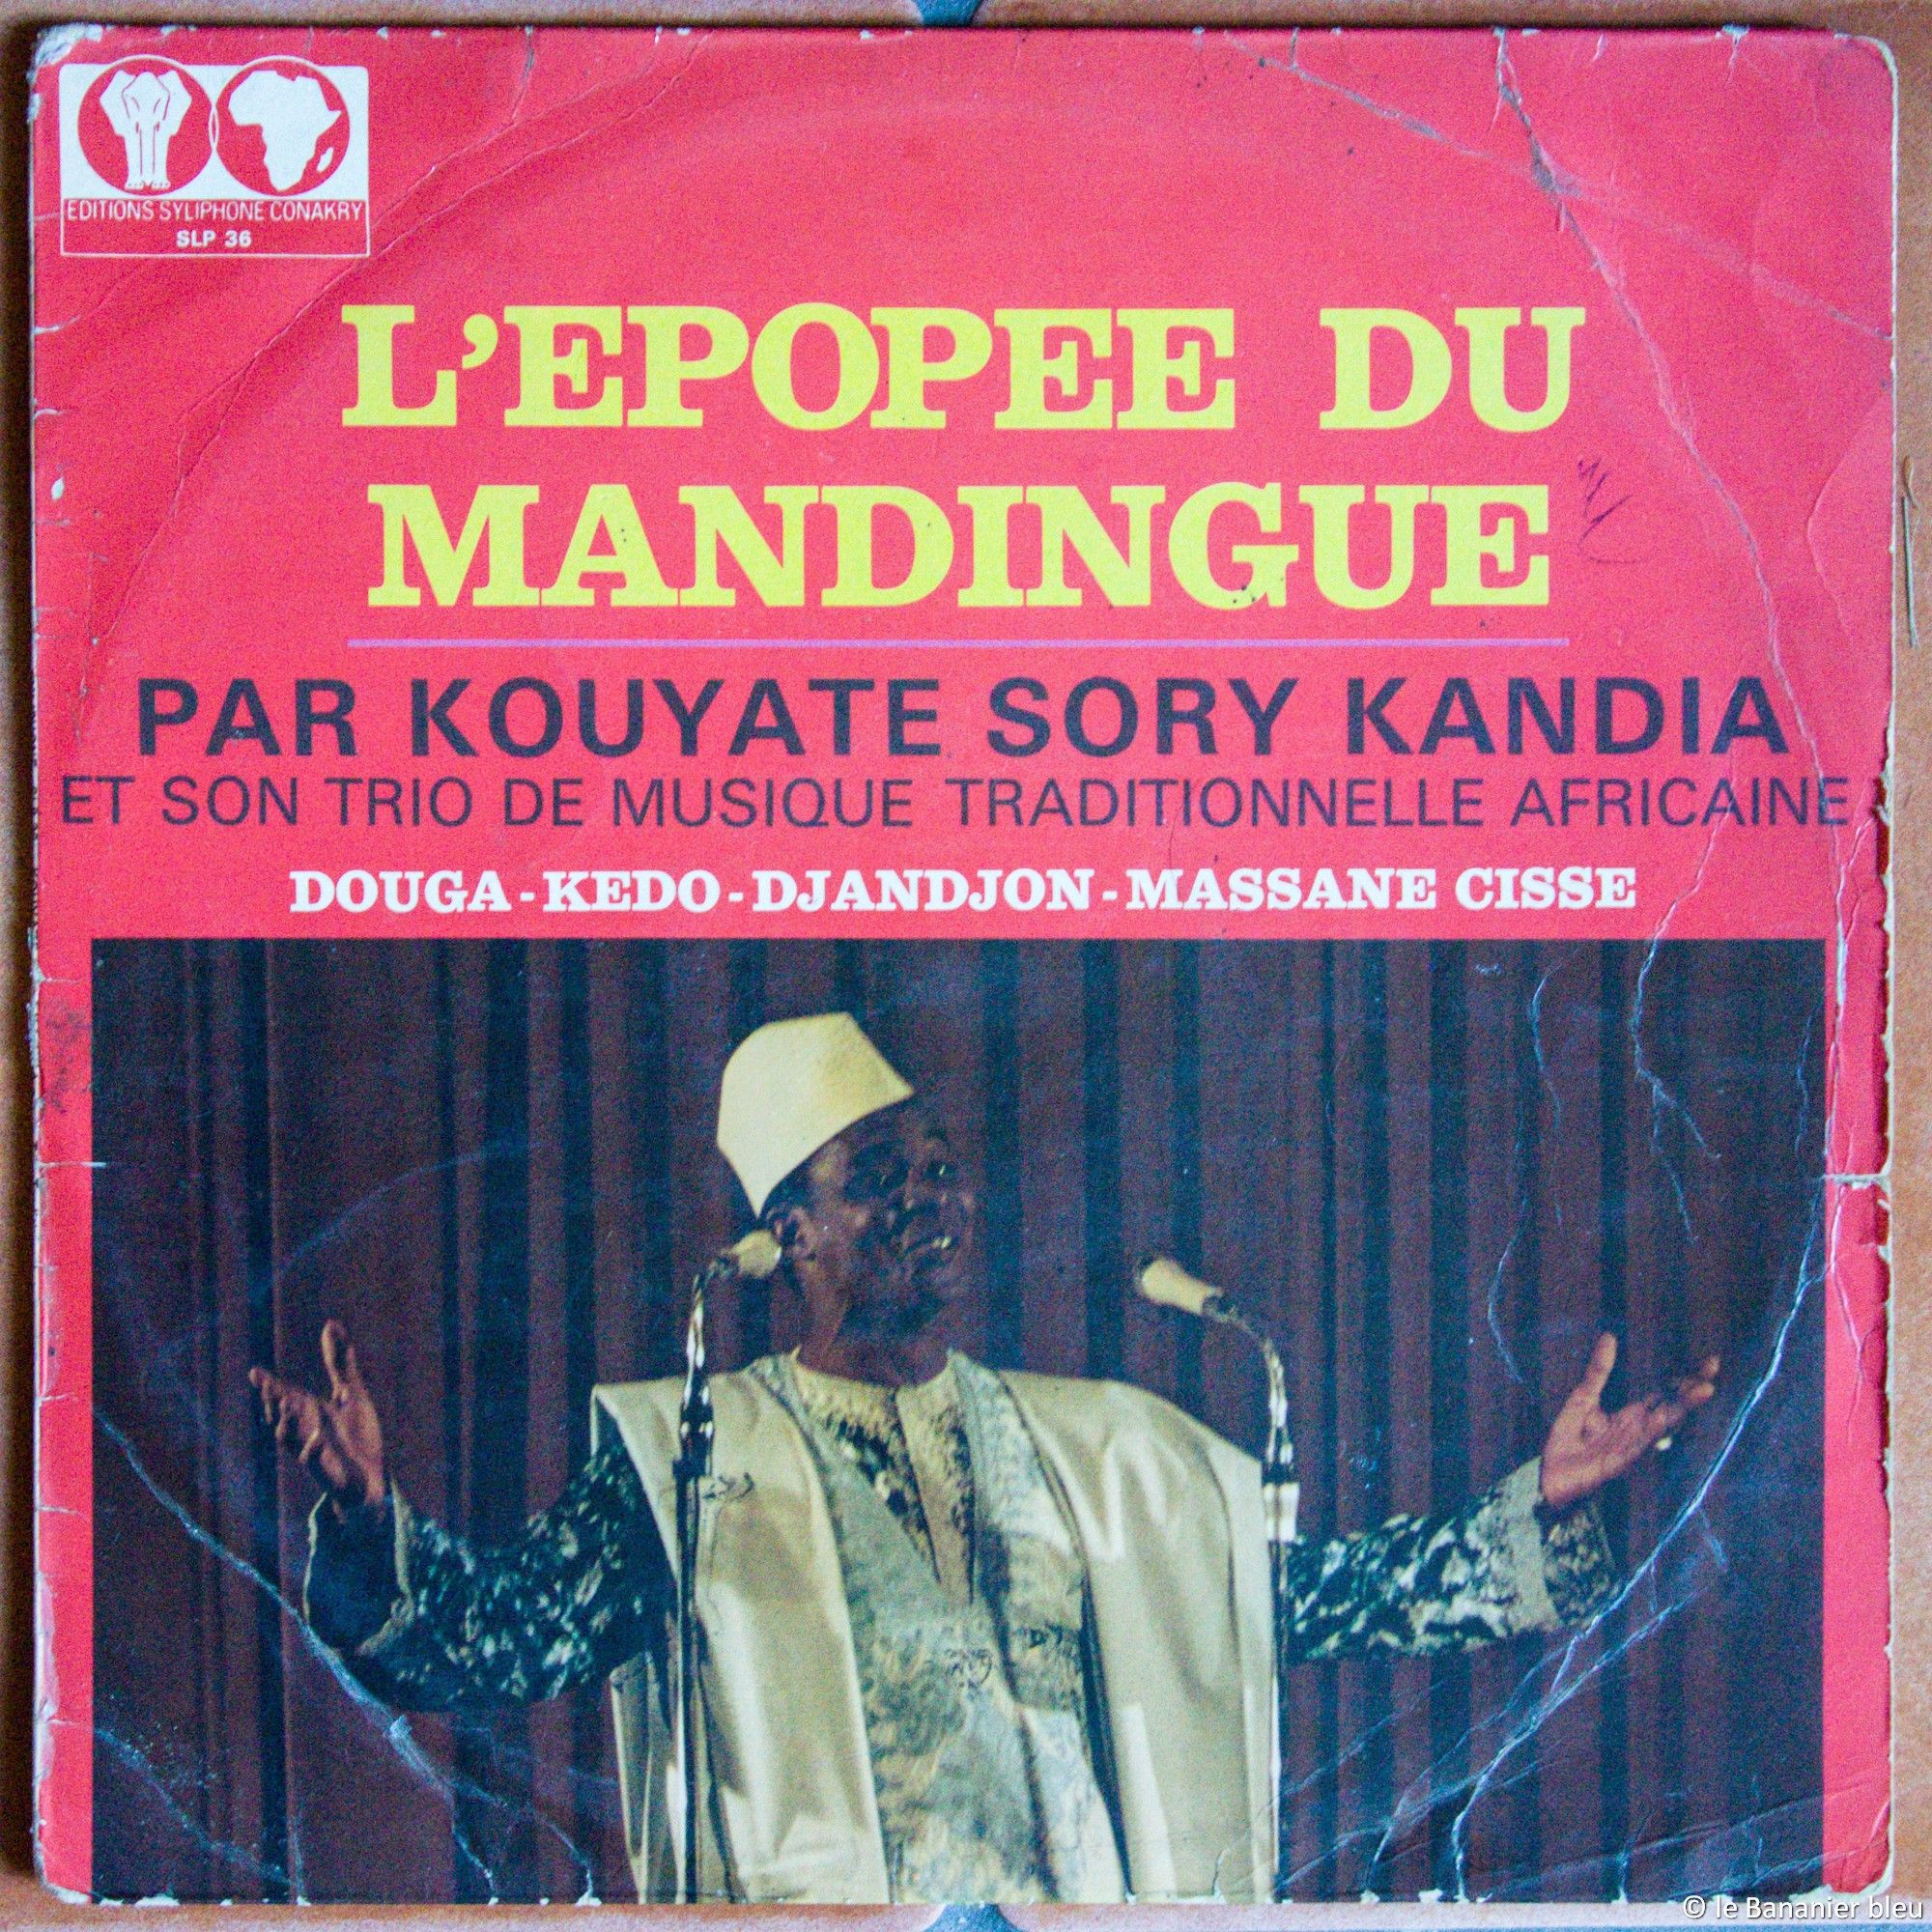 EDITIONS SYLIPHONE CONAKRY
SLP 36
L'EPOPEE DU
MANDINGUE
PAR KOUYATE SORY KANDIA
ET SON TRIO DE MUSIQUE TRADITIONNELLE AFRICAINE
DOUGA-KEDO-DJANDJON-MASSANE CISSE
© le Bananier bleu